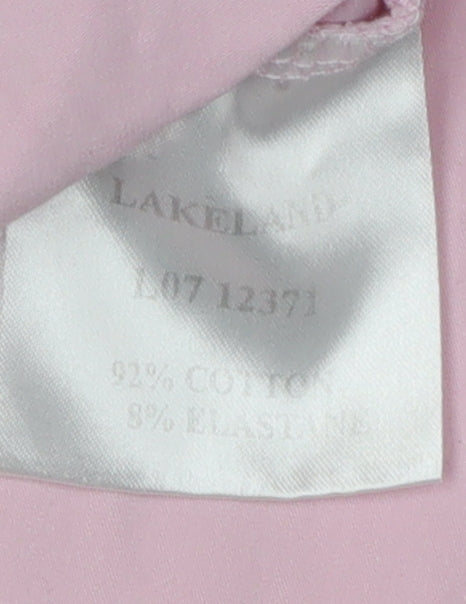 LAKELAND
L07 12371
92% COTTON
8% ELASTANE